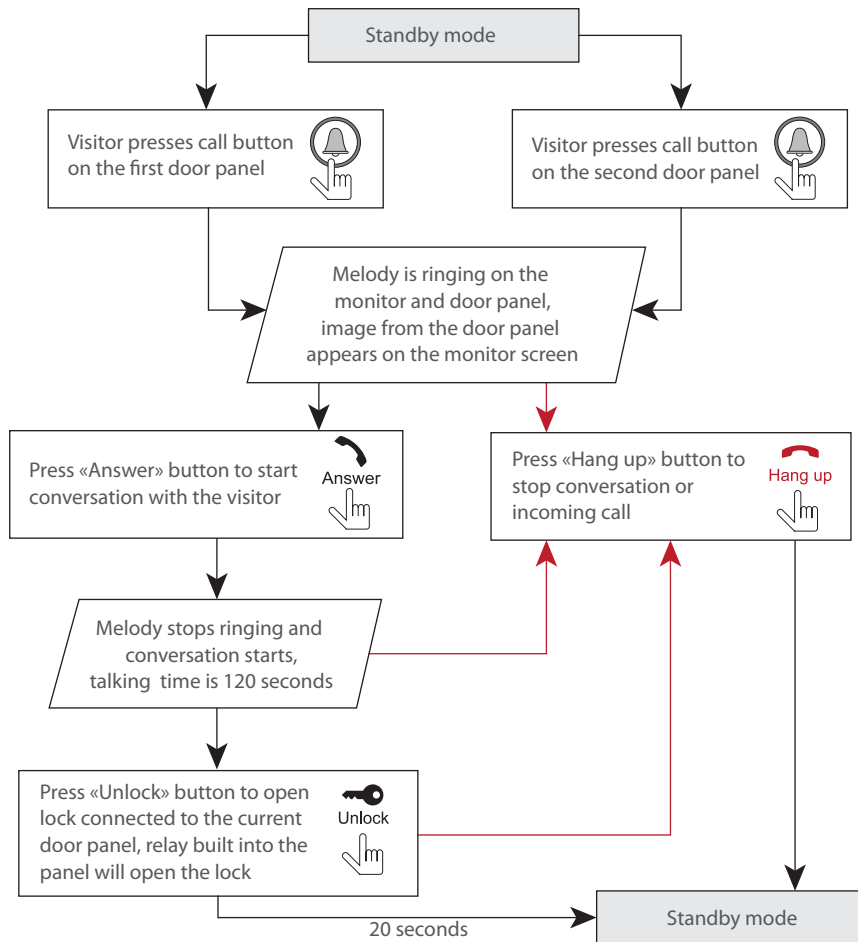 Standby mode
Visitor presses call button
on the first door panel
Visitor presses call button
on the second door panel
Melody is ringing on the
monitor and door panel,
image from the door panel
appears on the monitor screen
Press «Answer» button to start
conversation with the visitor
Answer
Press «Hang up» button to
stop conversation or
incoming call
Hang up
Melody stops ringing and
conversation starts,
talking time is 120 seconds
Press «Unlock» button to open
lock connected to the current
door panel, relay built into the
panel will open the lock
Unlock
20 seconds
Standby mode